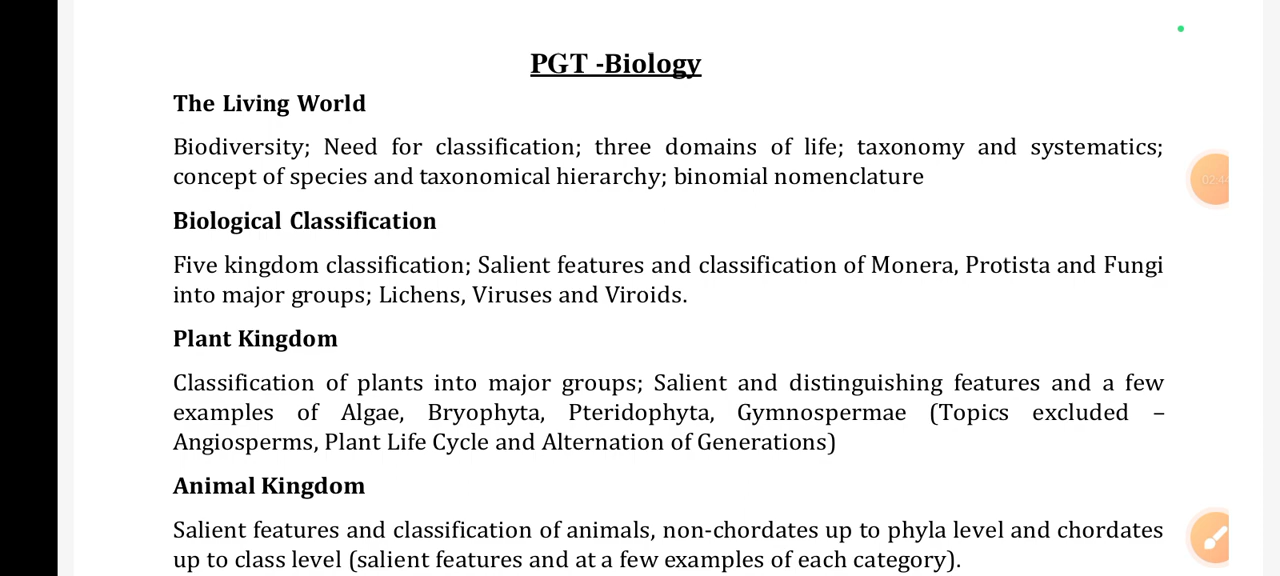 PGT -Biology
The Living World
Biodiversity; Need for classification; three domains of life; taxonomy and systematics;
concept of species and taxonomical hierarchy; binomial nomenclature
Biological Classification
Five kingdom classification; Salient features and classification of Monera, Protista and Fungi
into major groups; Lichens, Viruses and Viroids.
Plant Kingdom
Classification of plants into major groups; Salient and distinguishing features and a few
examples of Algae, Bryophyta, Pteridophyta, Gymnospermae (Topics excluded –
Angiosperms, Plant Life Cycle and Alternation of Generations)
Animal Kingdom
Salient features and classification of animals, non-chordates up to phyla level and chordates
up to class level (salient features and at a few examples of each category).